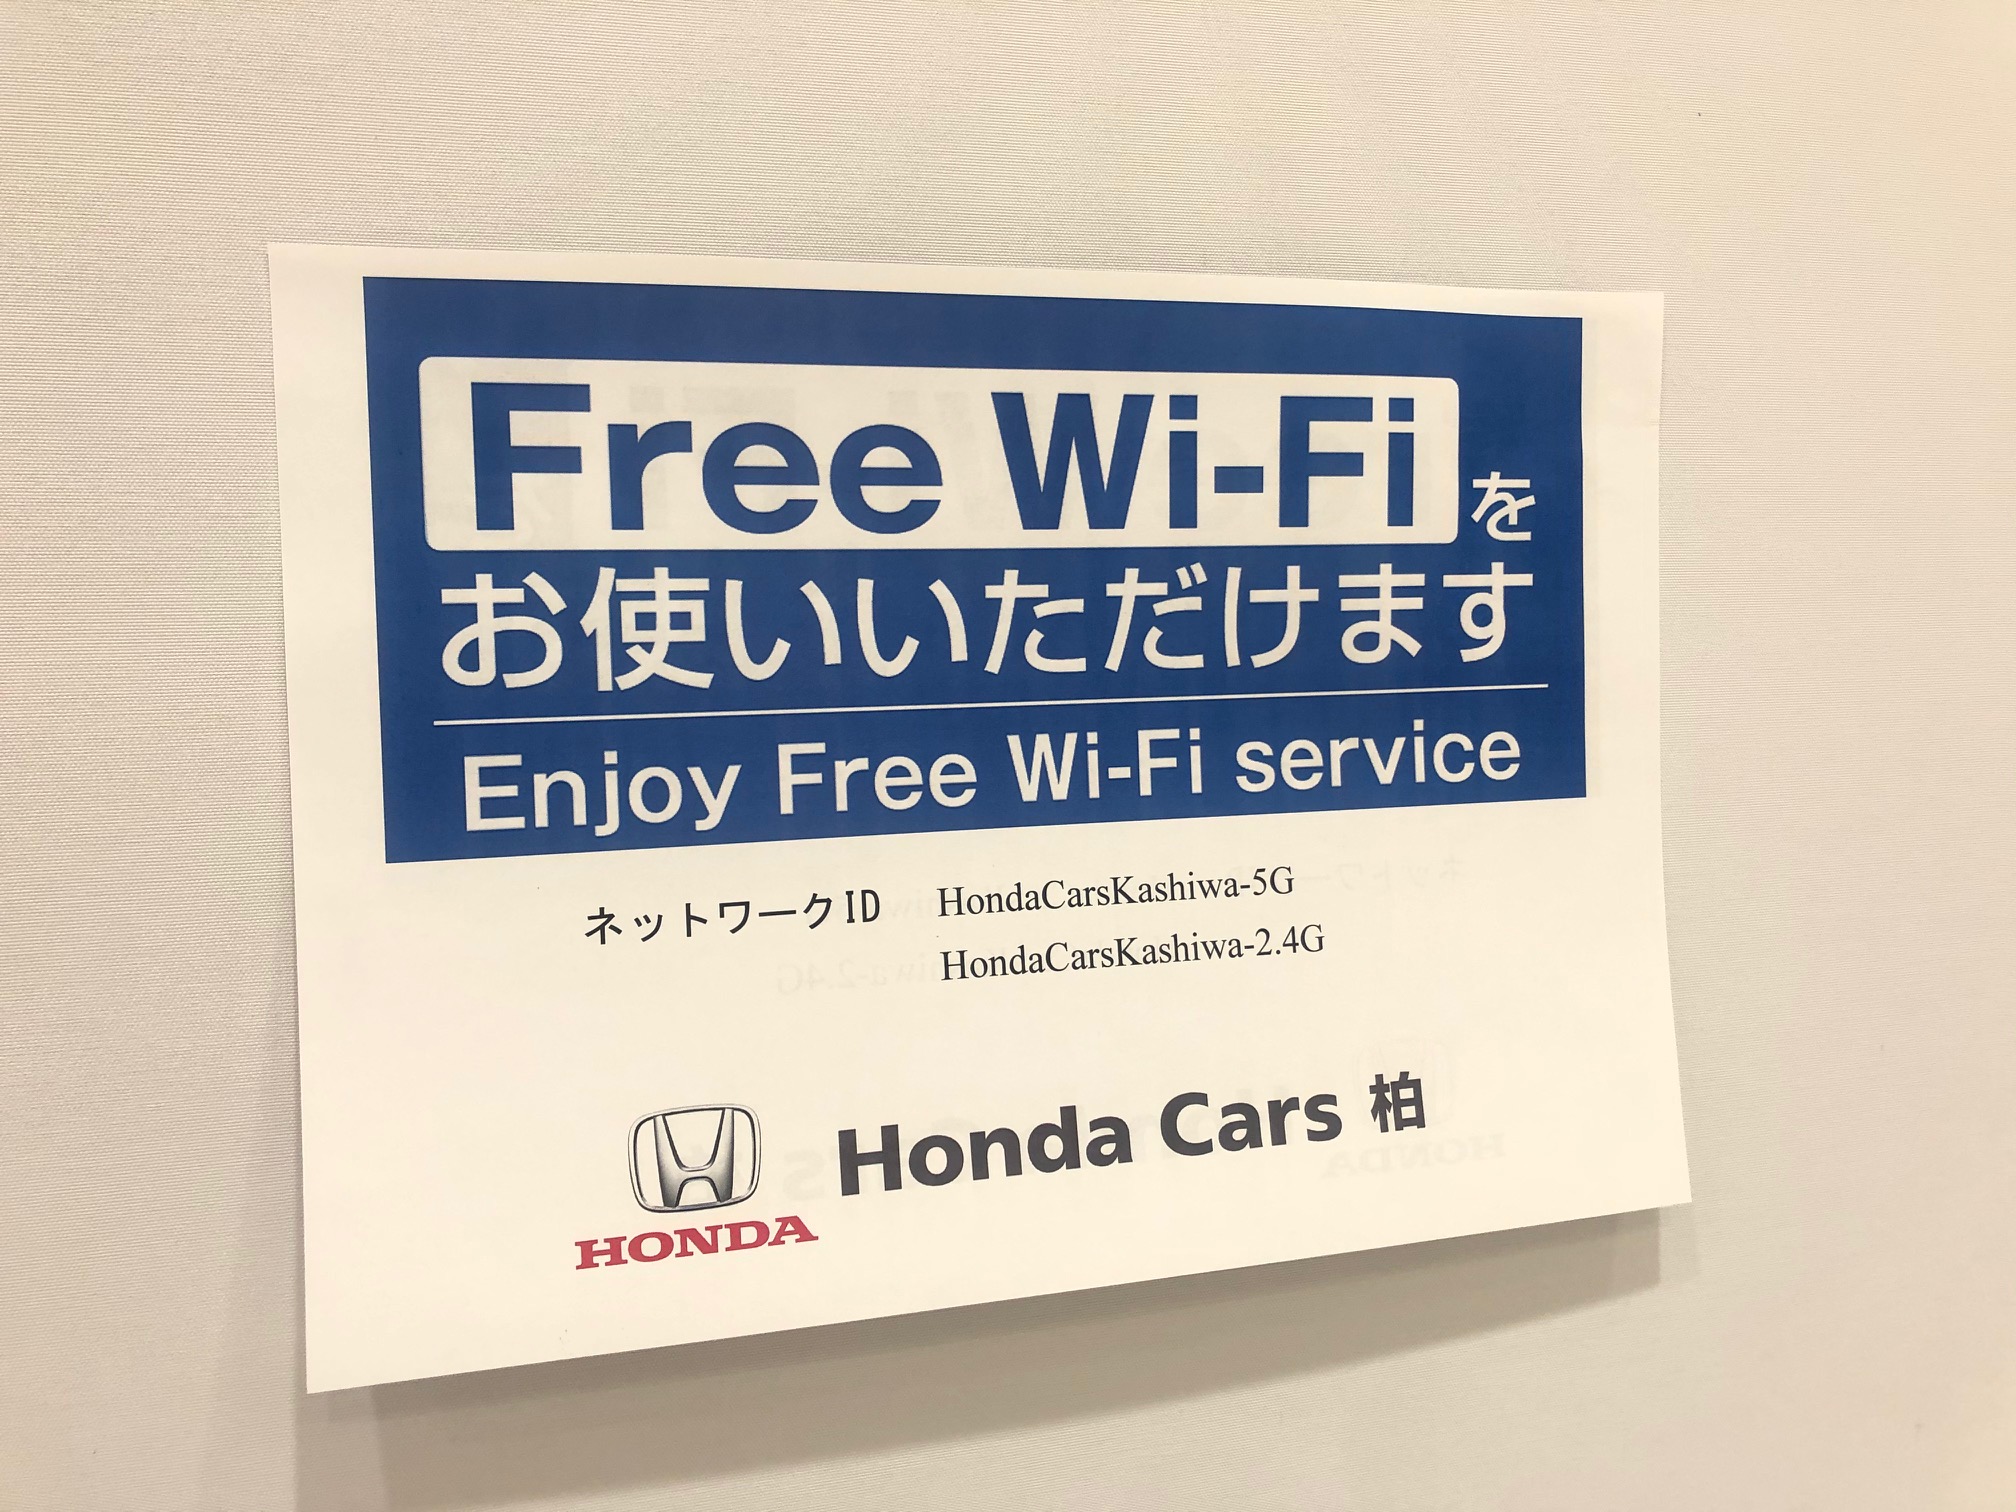 Free Wi-Fi を
お使いいただけます
Enjoy Free Wi-Fi service
ネットワークID HondaCarsKashiwa-5G
HondaCarsKashiwa-2.4G
Honda Cars 柏
HONDA